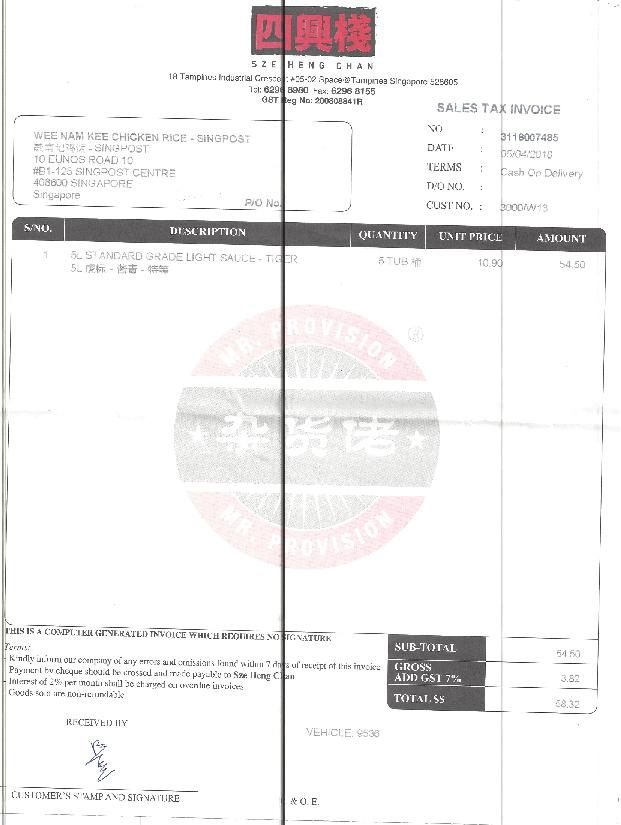 四興棧
SZE HENG CHAN
18 Tampines Industrial Crescent #05-02 Space@Tampines Singapore 528605
Tel: 6296 8980 Fax: 6296 8155
GST Reg No: 200808841R
SALES TAX INVOICE
WEE NAM KEE CHICKEN RICE - SINGPOST
- SINGPOST
10 EUNOS ROAD 10
#B1-125 SINGPOST CENTRE
408600 SINGAPORE
Singapore
P/O No.
NO : 3118007485
DATE : 05/04/2018
TERMS : Cash On Delivery
D/O NO. :
CUST NO. : 3000/W/13
S/NO. DESCRIPTION QUANTITY UNIT PRICE AMOUNT
1 5L STANDARD GRADE LIGHT SAUCE - TIGER 5 TUB 桶 10.90 54.50
5L 虎标 - 酱青 - 特等
MR. PROVISION
®
★ 杂货佬 ★
MR. PROVISION
THIS IS A COMPUTER GENERATED INVOICE WHICH REQUIRES NO SIGNATURE
Terms:
- Kindly inform our company of any errors and omissions found within 7 days of receipt of this invoice
- Payment by cheque should be crossed and made payable to Sze Heng Chan
- Interest of 2% per month shall be charged on overdue invoices
- Goods sold are non-refundable
SUB-TOTAL 54.50
GROSS
ADD GST 7% 3.82
TOTAL S$ 58.32
RECEIVED BY
VEHICLE: 9536
CUSTOMER'S STAMP AND SIGNATURE
& O. E.